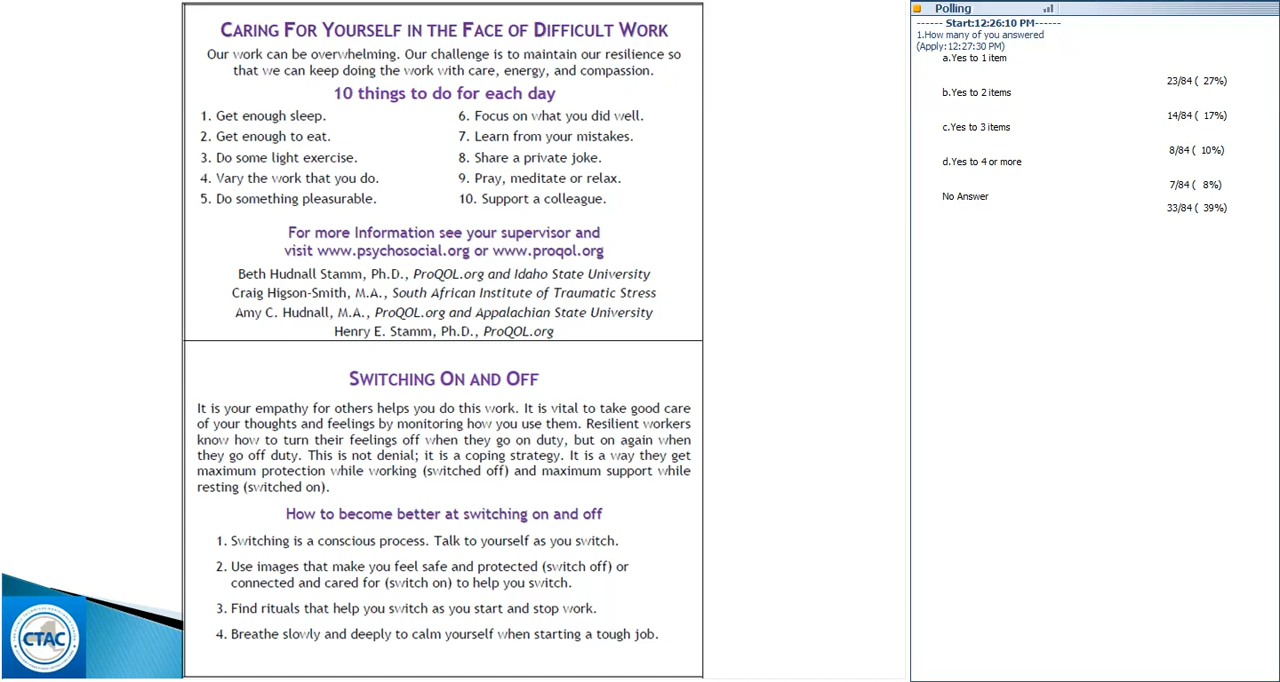 CARING FOR YOURSELF IN THE FACE OF DIFFICULT WORK
Our work can be overwhelming. Our challenge is to maintain our resilience so
that we can keep doing the work with care, energy, and compassion.
10 things to do for each day
1. Get enough sleep.
2. Get enough to eat.
3. Do some light exercise.
4. Vary the work that you do.
5. Do something pleasurable.
6. Focus on what you did well.
7. Learn from your mistakes.
8. Share a private joke.
9. Pray, meditate or relax.
10. Support a colleague.
For more Information see your supervisor and
visit www.psychosocial.org or www.proqol.org
Beth Hudnall Stamm, Ph.D., ProQOL.org and Idaho State University
Craig Higson-Smith, M.A., South African Institute of Traumatic Stress
Amy C. Hudnall, M.A., ProQOL.org and Appalachian State University
Henry E. Stamm, Ph.D., ProQOL.org
SWITCHING ON AND OFF
It is your empathy for others helps you do this work. It is vital to take good care
of your thoughts and feelings by monitoring how you use them. Resilient workers
know how to turn their feelings off when they go on duty, but on again when
they go off duty. This is not denial; it is a coping strategy. It is a way they get
maximum protection while working (switched off) and maximum support while
resting (switched on).
How to become better at switching on and off
1. Switching is a conscious process. Talk to yourself as you switch.
2. Use images that make you feel safe and protected (switch off) or
connected and cared for (switch on) to help you switch.
3. Find rituals that help you switch as you start and stop work.
4. Breathe slowly and deeply to calm yourself when starting a tough job.
CTAC
Polling
------ Start:12:26:10 PM------
1.How many of you answered
(Apply:12:27:30 PM)
a.Yes to 1 item
23/84 ( 27%)
b.Yes to 2 items
14/84 ( 17%)
c.Yes to 3 items
8/84 ( 10%)
d.Yes to 4 or more
7/84 ( 8%)
No Answer
33/84 ( 39%)